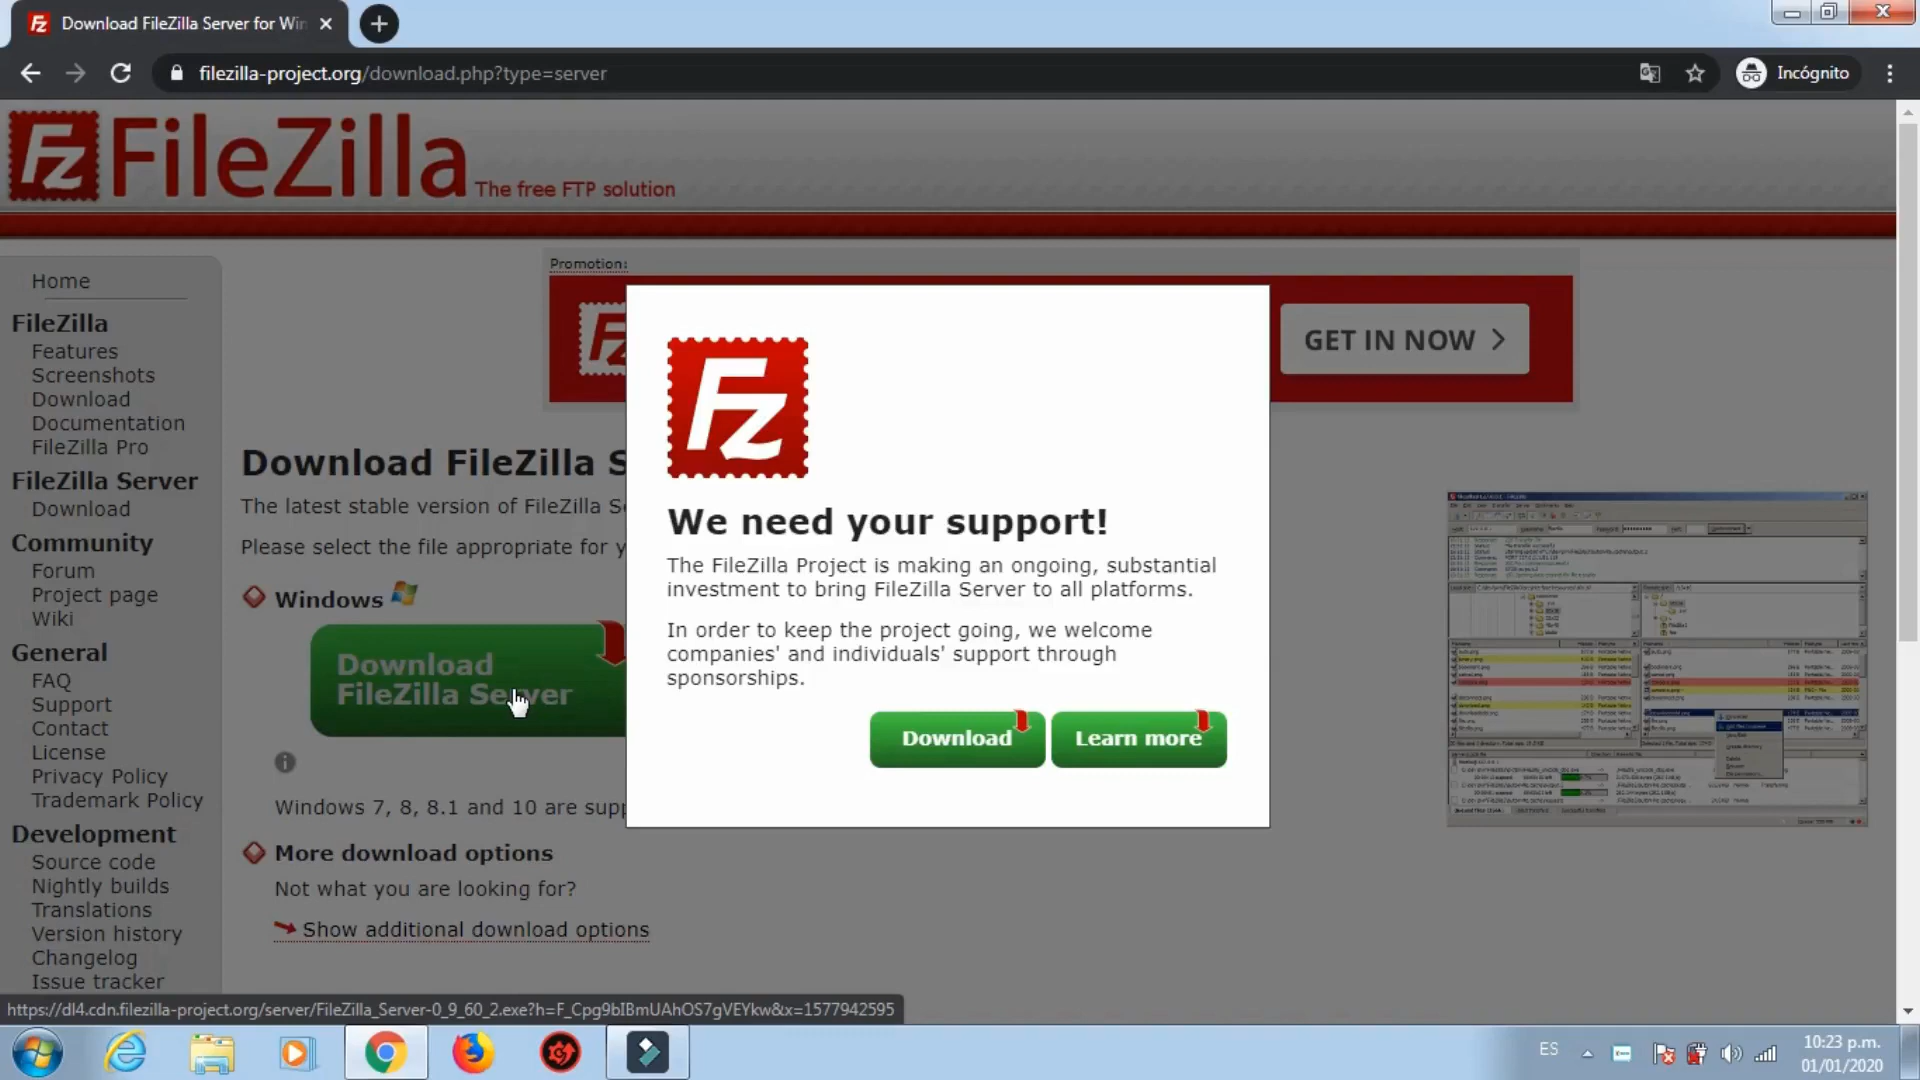 Download FileZilla Server for Win
filezilla-project.org/download.php?type=server
Incógnito
FileZilla The free FTP solution
Promotion:
GET IN NOW
Home
FileZilla
Features
Screenshots
Download
Documentation
FileZilla Pro
FileZilla Server
Download
Community
Forum
Project page
Wiki
General
FAQ
Support
Contact
License
Privacy Policy
Trademark Policy
Development
Source code
Nightly builds
Translations
Version history
Changelog
Issue tracker
Download FileZilla S
The latest stable version of FileZilla S
Please select the file appropriate for y
Windows
Download
FileZilla Server
Windows 7, 8, 8.1 and 10 are supp
More download options
Not what you are looking for?
Show additional download options
Fz
We need your support!
The FileZilla Project is making an ongoing, substantial
investment to bring FileZilla Server to all platforms.
In order to keep the project going, we welcome
companies' and individuals' support through
sponsorships.
Download
Learn more
https://dl4.cdn.filezilla-project.org/server/FileZilla_Server-0_9_60_2.exe?h=F_Cpg9bIBmUAhOS7gVEYkw&x=1577942595
ES
10:23 p.m.
01/01/2020